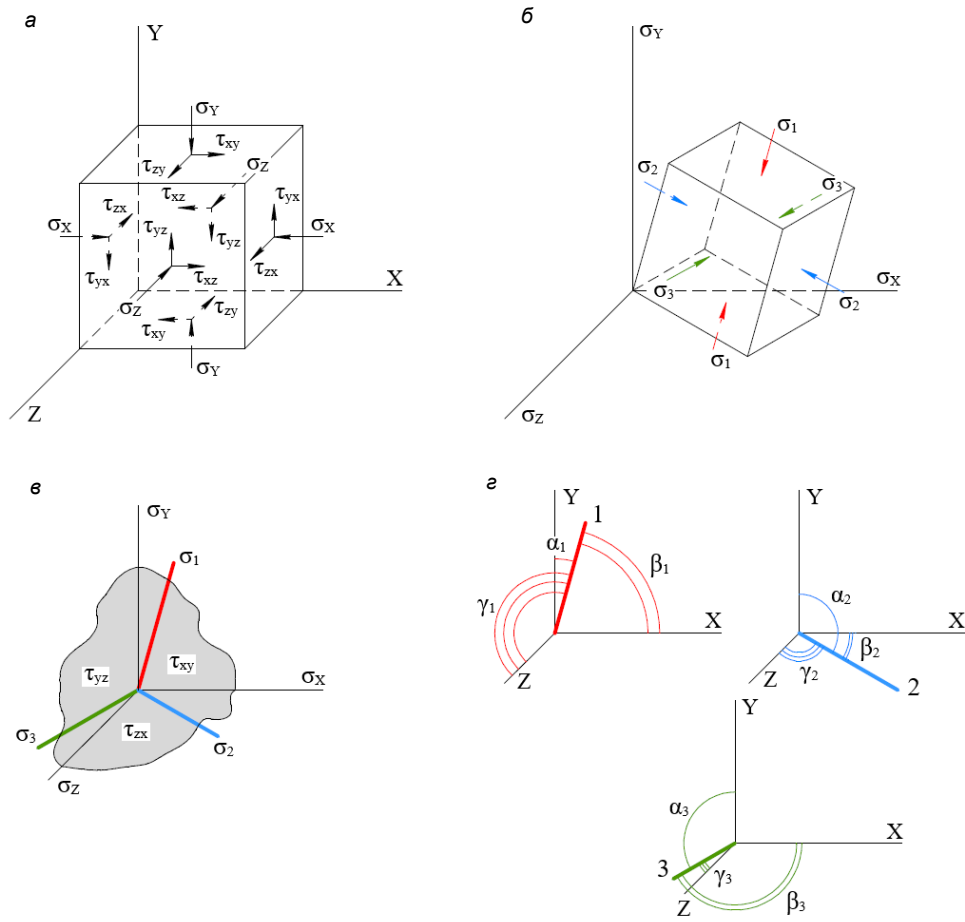 а
Y
σY
τxy
τzy
σZ
τxz
τzx
τyx
σX
τyz
σX
τyx
τxz
τzx
X
σZ
τzy
τxy
σY
Z
б
σY
σ1
σ2
σ3
σX
σ3
σ2
σ1
σZ
в
σY
σ1
τyz
τxy
σX
τzx
σ3
σ2
σZ
г
Y
1
α1
β1
γ1
X
Z
Y
α2
X
β2
Z
γ2
2
Y
α3
X
3
γ3
Z
β3